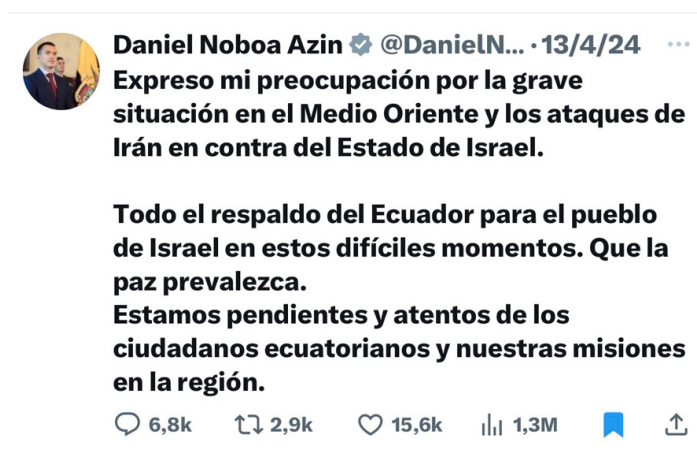 Daniel Noboa Azin @DanielN... · 13/4/24 ...
Expreso mi preocupación por la grave
situación en el Medio Oriente y los ataques de
Irán en contra del Estado de Israel.
Todo el respaldo del Ecuador para el pueblo
de Israel en estos difíciles momentos. Que la
paz prevalezca.
Estamos pendientes y atentos de los
ciudadanos ecuatorianos y nuestras misiones
en la región.
6,8k 2,9k 15,6k 1,3M